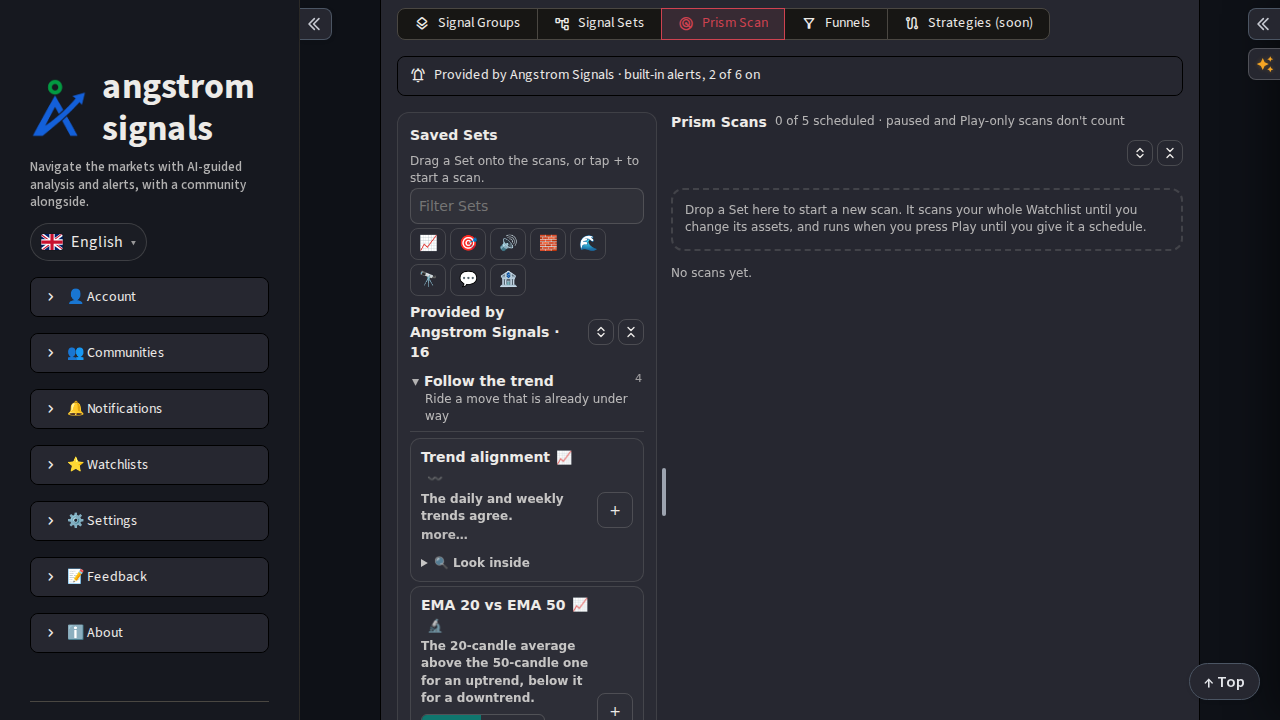 angstrom
signals
Navigate the markets with AI-guided
analysis and alerts, with a community
alongside.
English ▾
Account
Communities
Notifications
Watchlists
Settings
Feedback
About
Signal Groups
Signal Sets
Prism Scan
Funnels
Strategies (soon)
Provided by Angstrom Signals · built-in alerts, 2 of 6 on
Saved Sets
Drag a Set onto the scans, or tap + to
start a scan.
Filter Sets
Provided by
Angstrom Signals ·
16
Follow the trend
4
Ride a move that is already under
way
Trend alignment
The daily and weekly
trends agree.
more...
+
Look inside
EMA 20 vs EMA 50
The 20-candle average
above the 50-candle one
for an uptrend, below it
for a downtrend.
+
Prism Scans
0 of 5 scheduled · paused and Play-only scans don't count
Drop a Set here to start a new scan. It scans your whole Watchlist until you
change its assets, and runs when you press Play until you give it a schedule.
No scans yet.
↑ Top